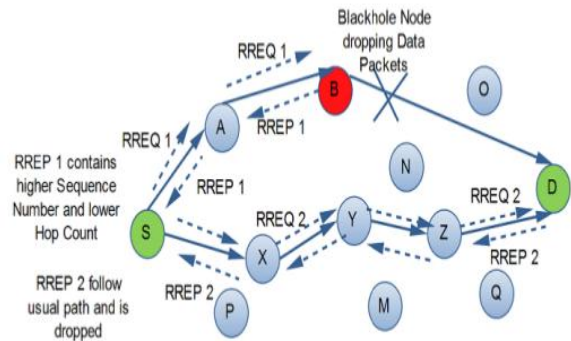 Blackhole Node
dropping Data
Packets
RREQ 1
B
O
A
RREP 1
RREQ 1
RREP 1 contains
higher Sequence
Number and lower
Hop Count
RREP 1
N
D
RREQ 2
S
RREQ 2
Y
Z
X
RREP 2
RREP 2
RREP 2 follow
usual path and is
dropped
P
M
Q